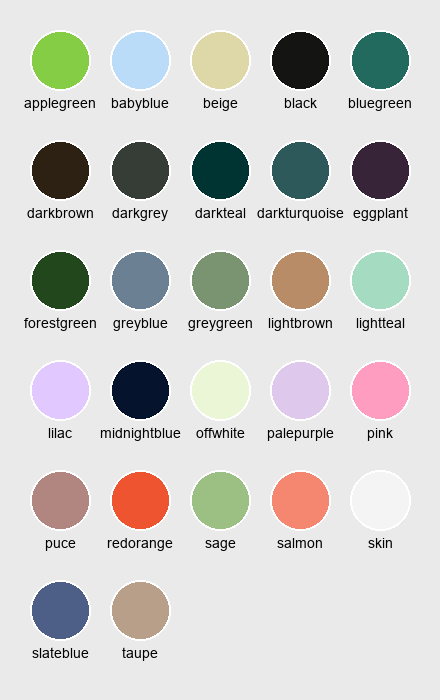 applegreen babyblue beige black bluegreen
darkbrown darkgrey darkteal darkturquoise eggplant
forestgreen greyblue greygreen lightbrown lightteal
lilac midnightblue offwhite palepurple pink
puce redorange sage salmon skin
slateblue taupe